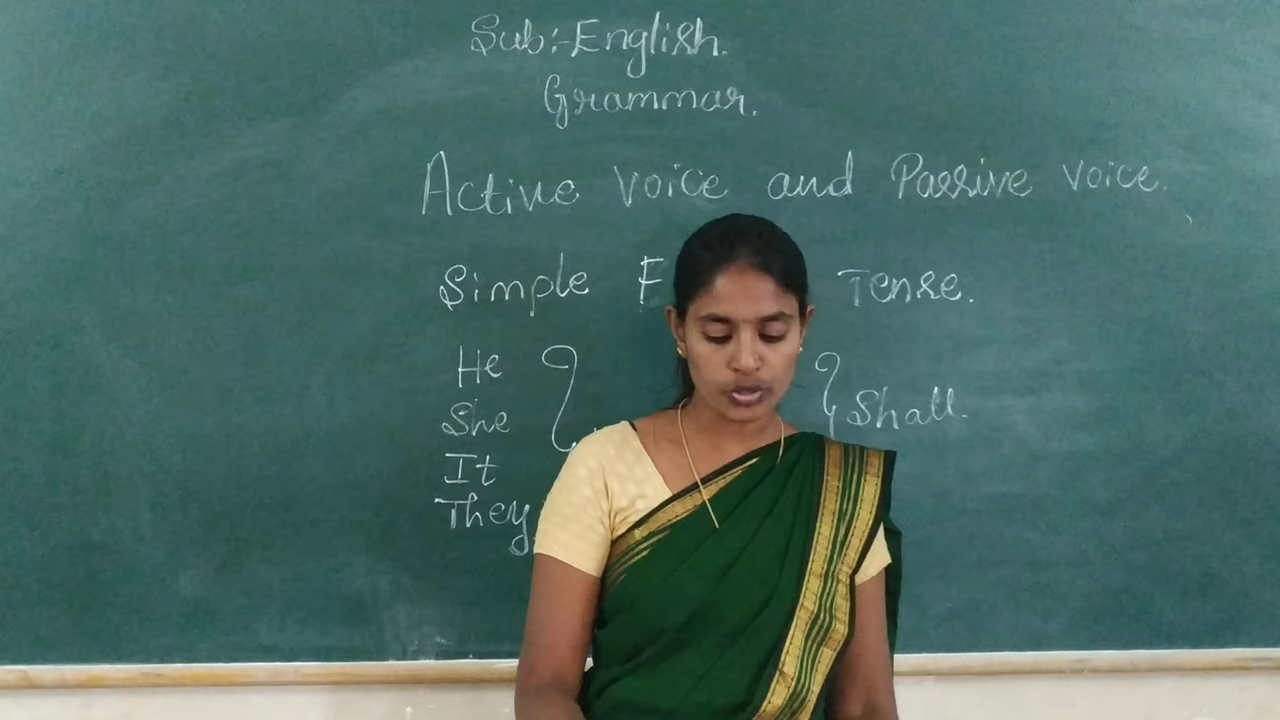 Sub:-English.
Grammar.
Active Voice and Passive Voice.
Simple F Tense.
He
She
Shall.
It
They